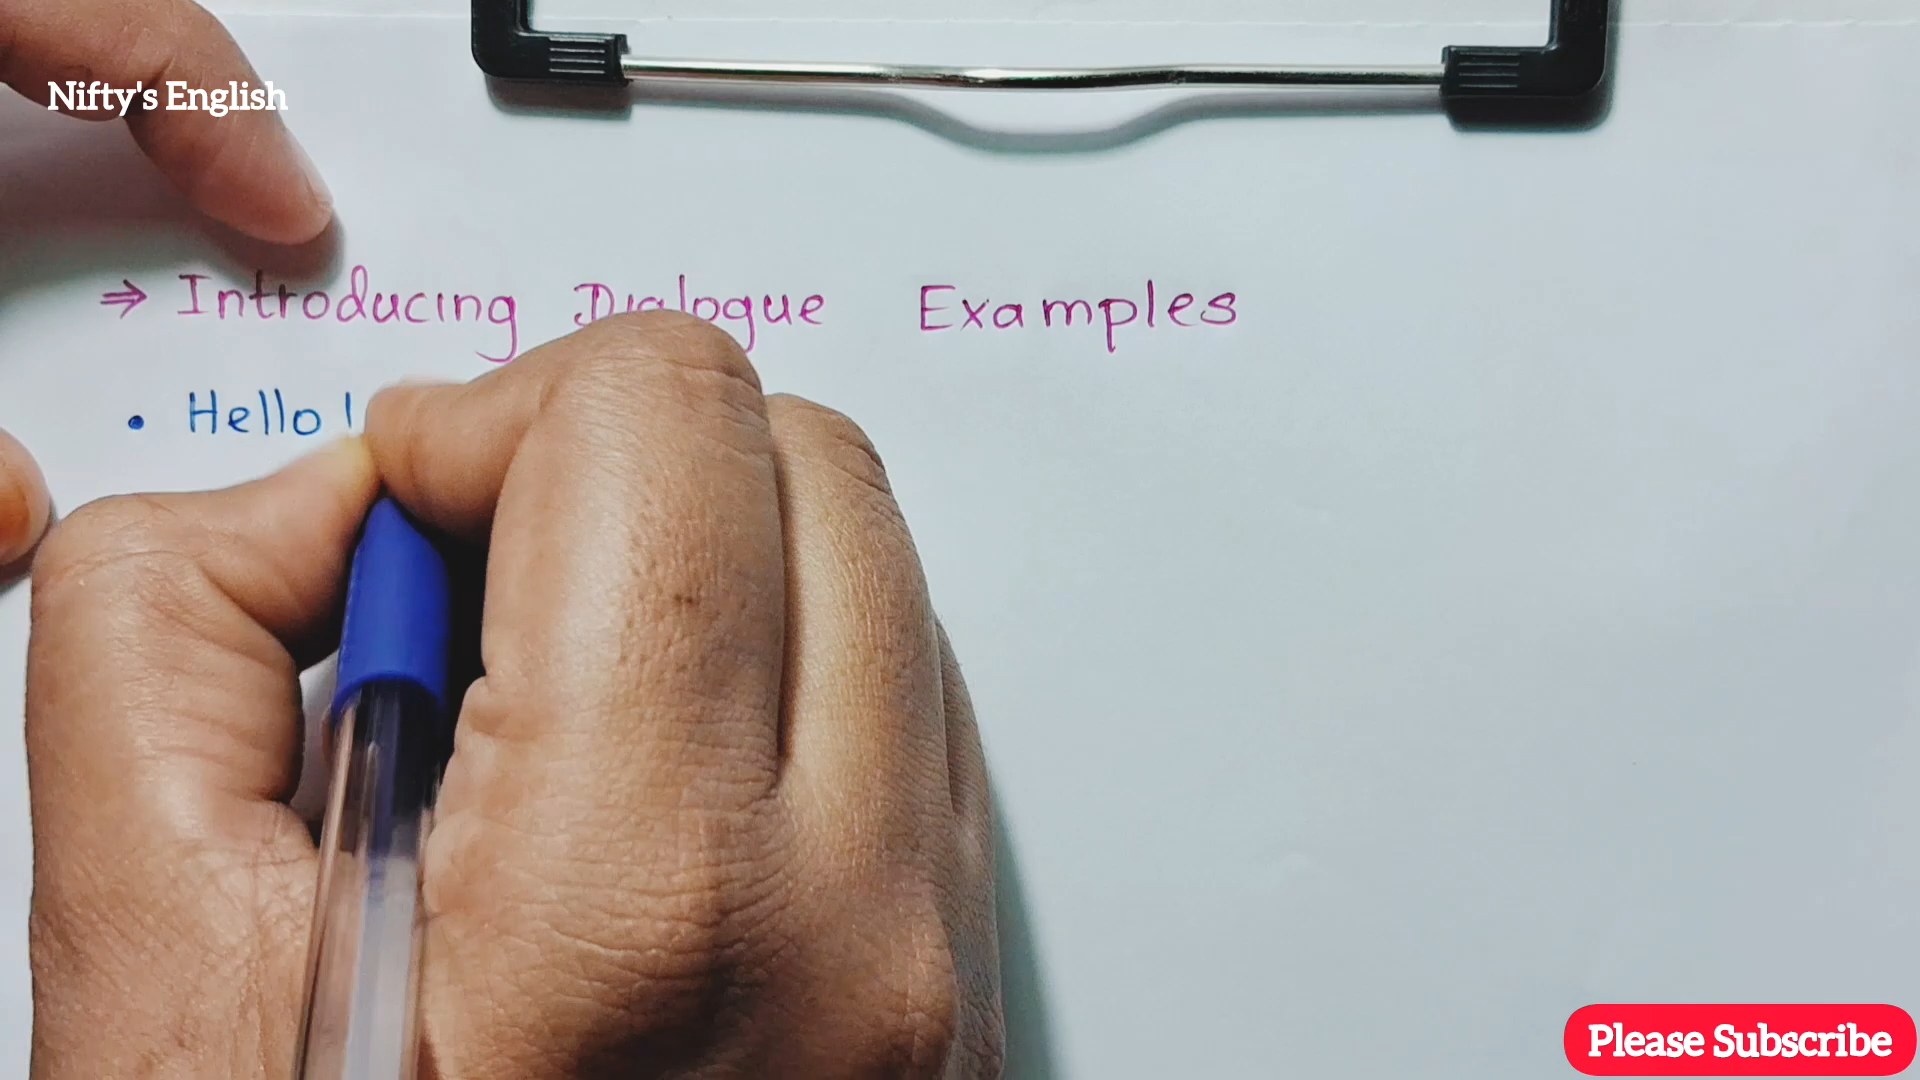 Nifty's English
⇒ Introducing Dialogue Examples
• Hello!
Please Subscribe